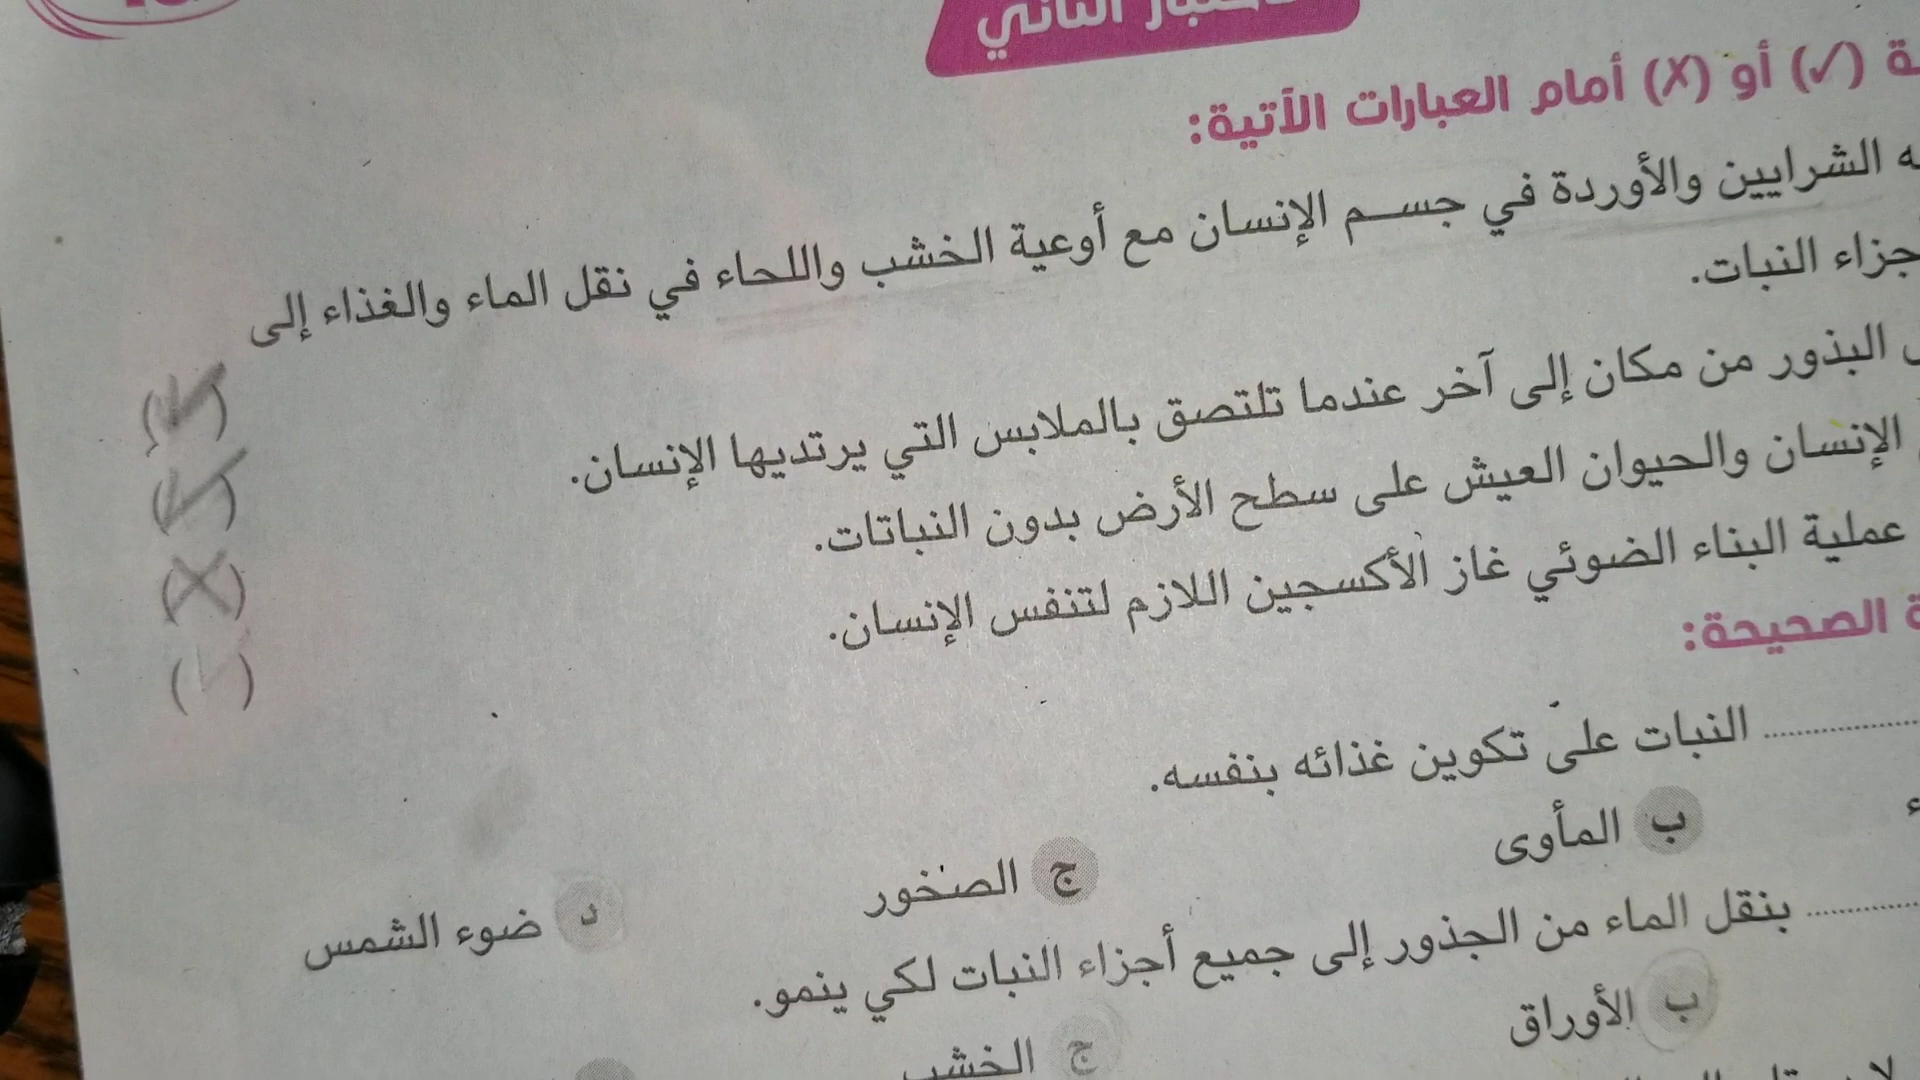 الثاني
(✓) أو (X) أمام العبارات الآتية:
الشرايين والأوردة في جسم الإنسان مع أوعية الخشب واللحاء في نقل الماء والغذاء إلى
النبات.
(✓)
البذور من مكان إلى آخر عندما تلتصق بالملابس التي يرتديها الإنسان.
(✓)
الإنسان والحيوان العيش على سطح الأرض بدون النباتات.
(X)
عملية البناء الضوئي غاز الأكسجين اللازم لتنفس الإنسان.
(✓)
الصحيحة:
.......... النبات على تكوين غذائه بنفسه.
ب المأوى
ج الصخور
د ضوء الشمس
.......... بنقل الماء من الجذور إلى جميع أجزاء النبات لكي ينمو.
ب الأوراق
ج الخشب